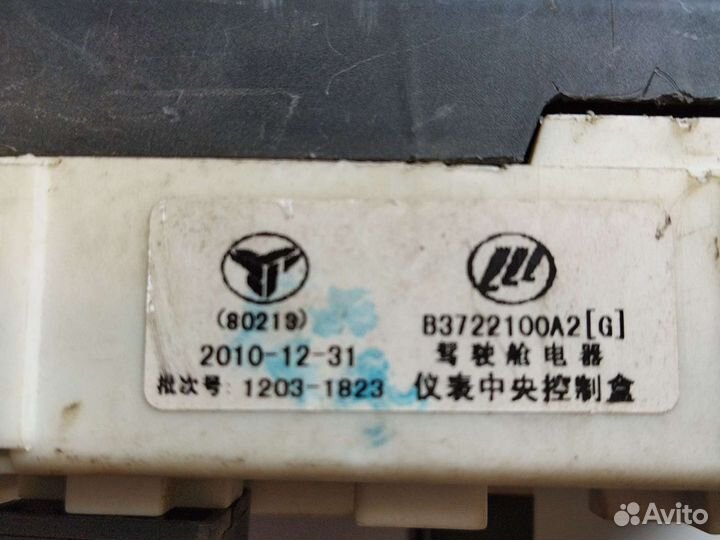 (80219)
2010-12-31
批次号: 1203-1823
B3722100A2[G]
驾驶舱电器
仪表中央控制盒
Avito